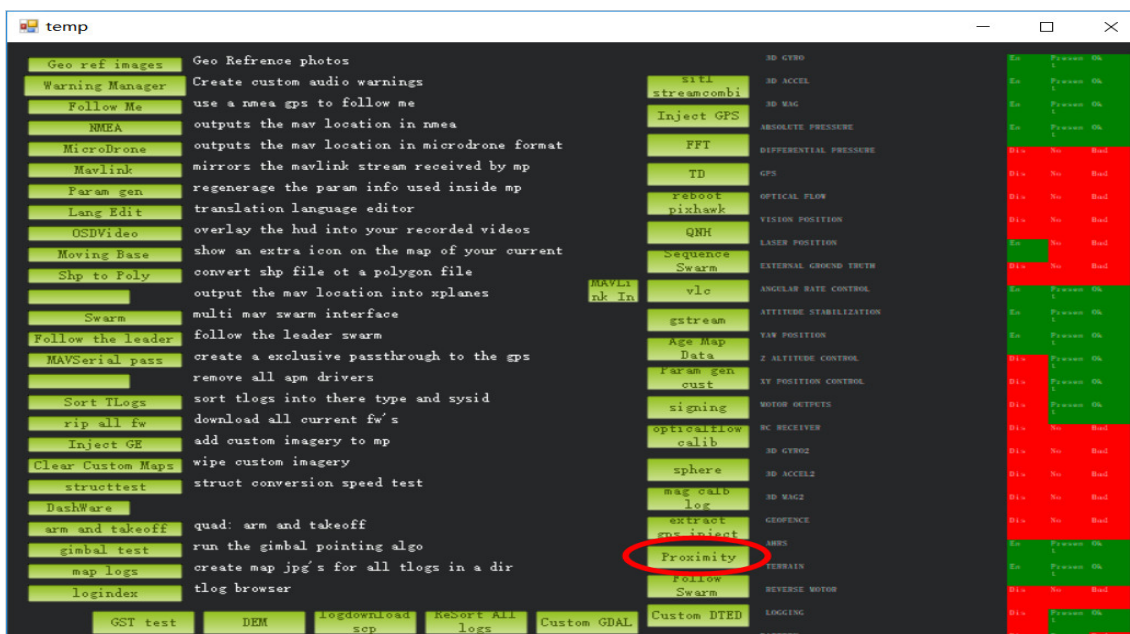 temp
Geo ref images Geo Refrence photos
Warning Manager Create custom audio warnings
Follow Me use a nmea gps to follow me
NMEA outputs the mav location in nmea
MicroDrone outputs the mav location in microdrone format
Mavlink mirrors the mavlink stream received by mp
Param gen regenerage the param info used inside mp
Lang Edit translation language editor
OSDVideo overlay the hud into your recorded videos
Moving Base show an extra icon on the map of your current
Shp to Poly convert shp file ot a polygon file
output the mav location into xplanes
Swarm multi mav swarm interface
Follow the leader follow the leader swarm
MAVSerial pass create a exclusive passthrough to the gps
remove all apm drivers
Sort TLogs sort tlogs into there type and sysid
rip all fw download all current fw's
Inject GE add custom imagery to mp
Clear Custom Maps wipe custom imagery
structtest struct conversion speed test
DashWare
arm and takeoff quad: arm and takeoff
gimbal test run the gimbal pointing algo
map logs create map jpg's for all tlogs in a dir
logindex tlog browser
GST test DEM logdownload scp ReSort All logs Custom GDAL
MAVLi
nk In
sitl
streamcombi
Inject GPS
FFT
TD
reboot
pixhawk
QNH
Sequence
Swarm
vlc
gstream
Age Map
Data
Param gen
cust
signing
opticalflow
calib
sphere
mag calb
log
extract
gps inject
Proximity
Follow
Swarm
Custom DTED
3D GYRO
3D ACCEL
3D MAG
ABSOLUTE PRESSURE
DIFFERENTIAL PRESSURE
GPS
OPTICAL FLOW
VISION POSITION
LASER POSITION
EXTERNAL GROUND TRUTH
ANGULAR RATE CONTROL
ATTITUDE STABILIZATION
YAW POSITION
Z ALTITUDE CONTROL
XY POSITION CONTROL
MOTOR OUTPUTS
RC RECEIVER
3D GYRO2
3D ACCEL2
3D MAG2
GEOFENCE
AHRS
TERRAIN
REVERSE MOTOR
LOGGING